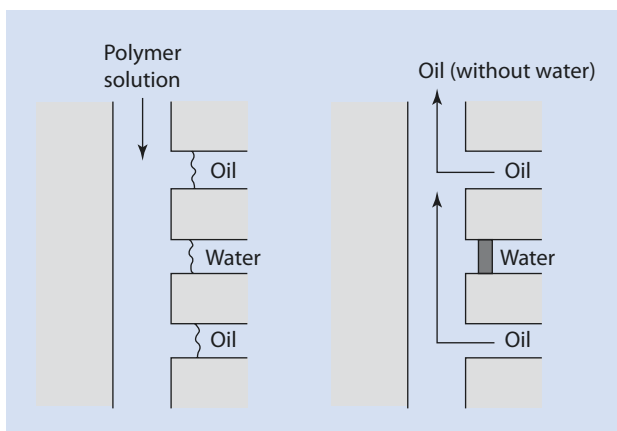 Polymer
solution
Oil
Water
Oil
Oil (without water)
Oil
Water
Oil